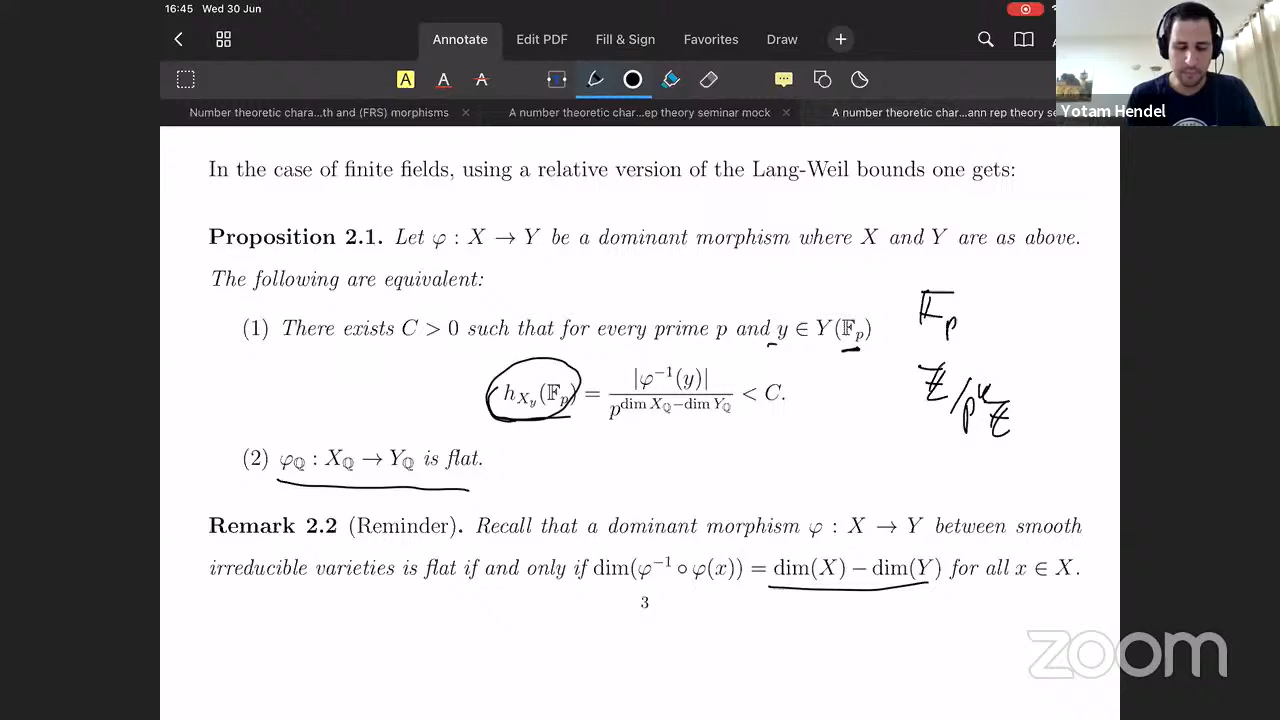 16:45 Wed 30 Jun
Annotate Edit PDF Fill & Sign Favorites Draw
A A A
Number theoretic chara...th and (FRS) morphisms × A number theoretic char...ep theory seminar mock × A number theoretic char...ann rep theory se
Yotam Hendel
In the case of finite fields, using a relative version of the Lang-Weil bounds one gets:
Proposition 2.1. Let φ : X → Y be a dominant morphism where X and Y are as above.
The following are equivalent:
(1) There exists C > 0 such that for every prime p and y ∈ Y(𝔽_p)
𝔽_p
h_{X_y}(𝔽_p) = |φ^{-1}(y)| / p^{dim X_ℚ − dim Y_ℚ} < C.
ℤ/p^kℤ
(2) φ_ℚ : X_ℚ → Y_ℚ is flat.
Remark 2.2 (Reminder). Recall that a dominant morphism φ : X → Y between smooth
irreducible varieties is flat if and only if dim(φ^{-1} ∘ φ(x)) = dim(X) − dim(Y) for all x ∈ X.
3
zoom